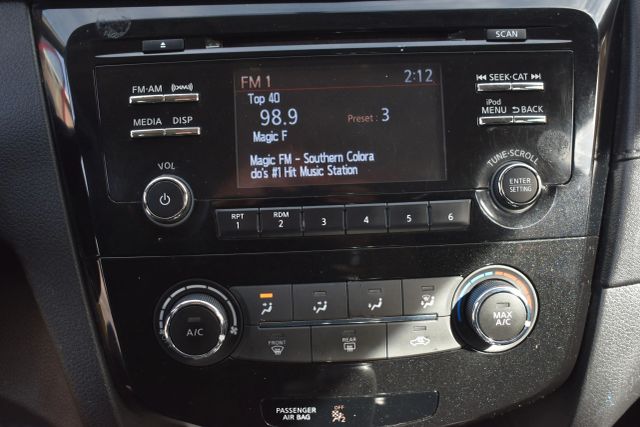 SCAN
FM·AM
SEEK·CAT
MEDIA
DISP
iPod
MENU
BACK
FM 1
2:12
Top 40
98.9
Preset : 3
Magic F
Magic FM - Southern Colora
do's #1 Hit Music Station
VOL
TUNE·SCROLL
ENTER
SETTING
RPT
1
RDM
2
3
4
5
6
A/C
MAX
A/C
FRONT
REAR
PASSENGER
AIR BAG
OFF
2